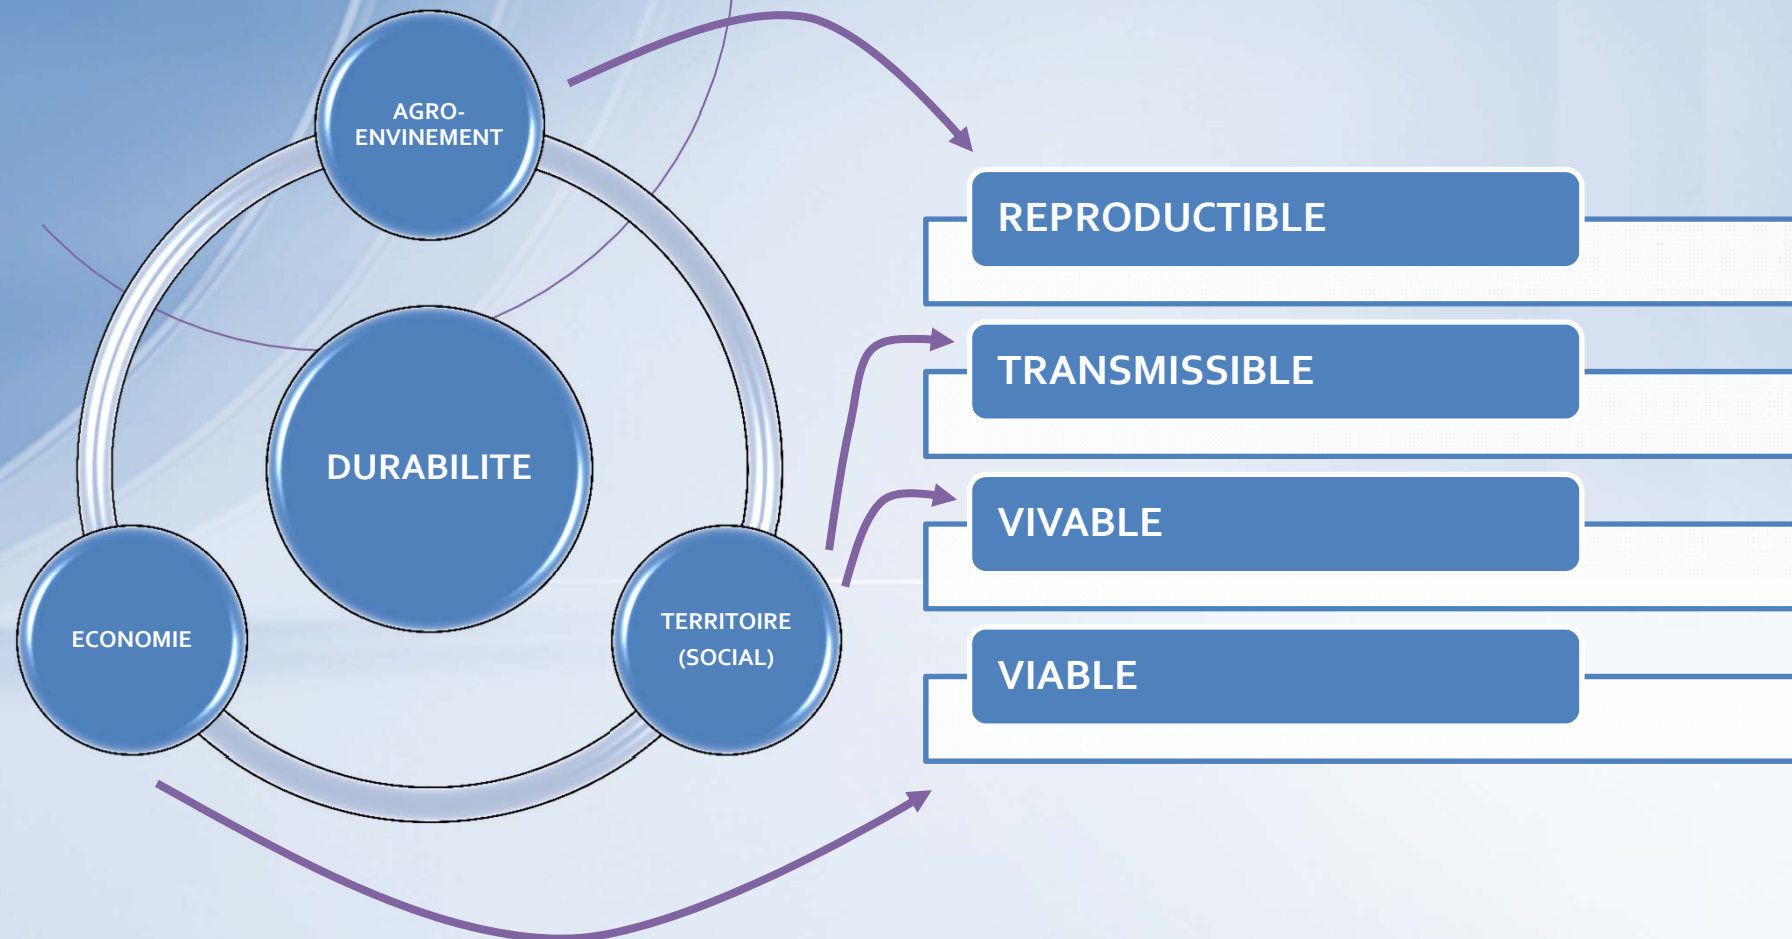 AGRO-
ENVINEMENT
DURABILITE
ECONOMIE
TERRITOIRE
(SOCIAL)
REPRODUCTIBLE
TRANSMISSIBLE
VIVABLE
VIABLE